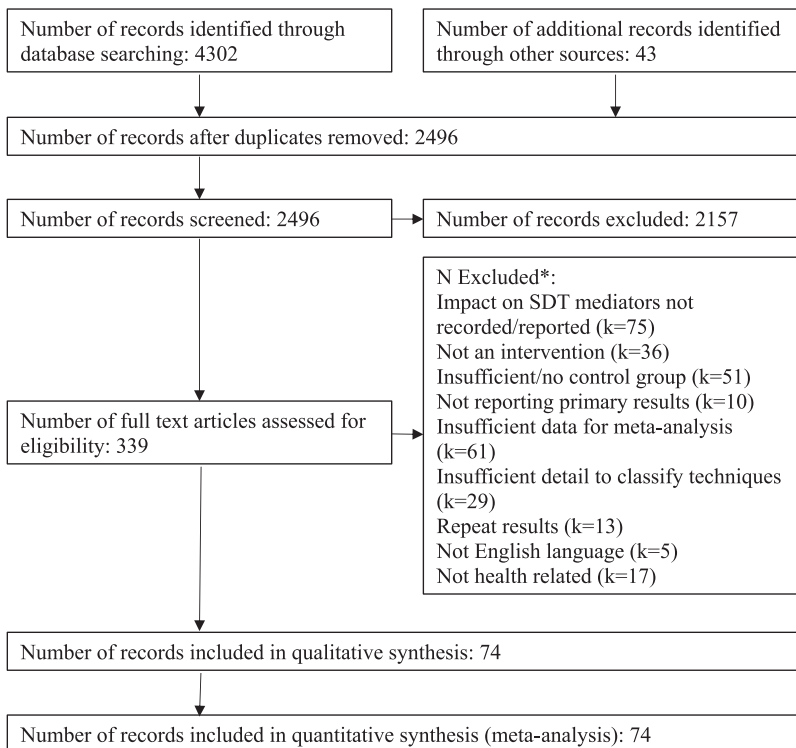 Number of records identified through
database searching: 4302
Number of additional records identified
through other sources: 43
Number of records after duplicates removed: 2496
Number of records screened: 2496
Number of records excluded: 2157
N Excluded*:
Impact on SDT mediators not
recorded/reported (k=75)
Not an intervention (k=36)
Insufficient/no control group (k=51)
Not reporting primary results (k=10)
Insufficient data for meta-analysis
(k=61)
Insufficient detail to classify techniques
(k=29)
Repeat results (k=13)
Not English language (k=5)
Not health related (k=17)
Number of full text articles assessed for
eligibility: 339
Number of records included in qualitative synthesis: 74
Number of records included in quantitative synthesis (meta-analysis): 74